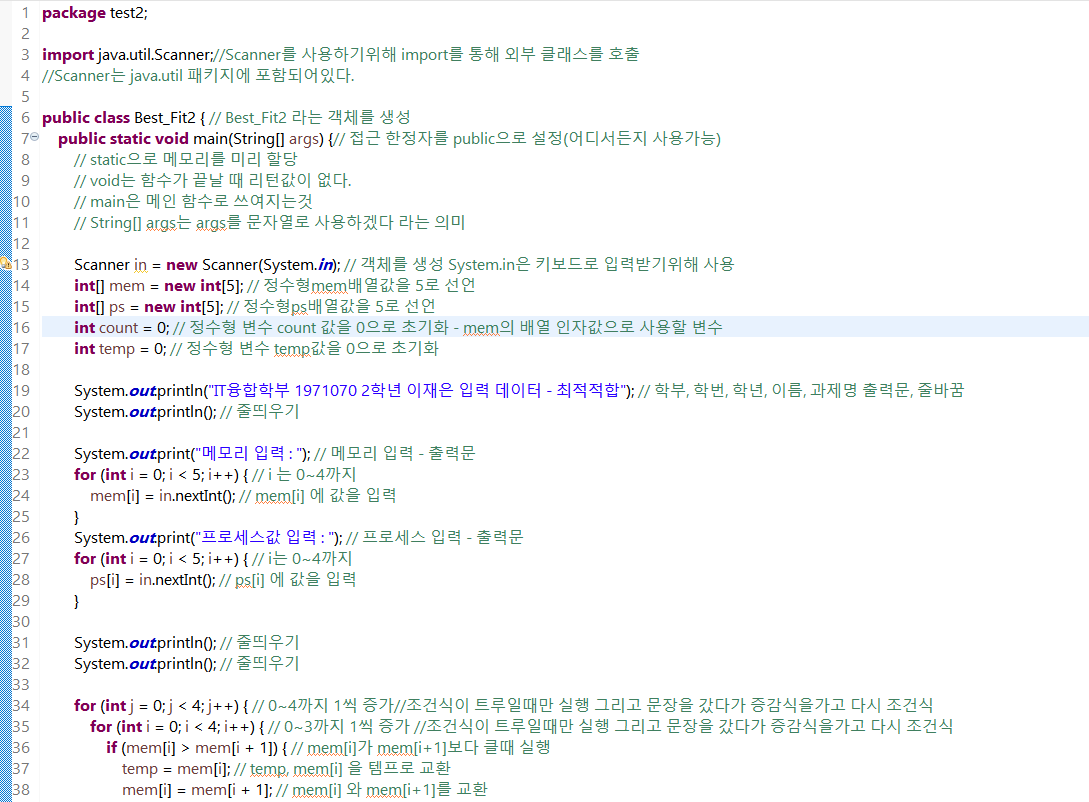 1 package test2;
2
3 import java.util.Scanner;//Scanner를 사용하기위해 import를 통해 외부 클래스를 호출
4 //Scanner는 java.util 패키지에 포함되어있다.
5
6 public class Best_Fit2 { // Best_Fit2 라는 객체를 생성
7 public static void main(String[] args) {// 접근 한정자를 public으로 설정(어디서든지 사용가능)
8 // static으로 메모리를 미리 할당
9 // void는 함수가 끝날 때 리턴값이 없다.
10 // main은 메인 함수로 쓰여지는것
11 // String[] args는 args를 문자열로 사용하겠다 라는 의미
12
13 Scanner in = new Scanner(System.in); // 객체를 생성 System.in은 키보드로 입력받기위해 사용
14 int[] mem = new int[5]; // 정수형mem배열값을 5로 선언
15 int[] ps = new int[5]; // 정수형ps배열값을 5로 선언
16 int count = 0; // 정수형 변수 count 값을 0으로 초기화 - mem의 배열 인자값으로 사용할 변수
17 int temp = 0; // 정수형 변수 temp값을 0으로 초기화
18
19 System.out.println("IT융합학부 1971070 2학년 이재은 입력 데이터 - 최적적합"); // 학부, 학번, 학년, 이름, 과제명 출력문, 줄바꿈
20 System.out.println(); // 줄띄우기
21
22 System.out.print("메모리 입력 : "); // 메모리 입력 - 출력문
23 for (int i = 0; i < 5; i++) { // i 는 0~4까지
24 mem[i] = in.nextInt(); // mem[i] 에 값을 입력
25 }
26 System.out.print("프로세스값 입력 : "); // 프로세스 입력 - 출력문
27 for (int i = 0; i < 5; i++) { // i는 0~4까지
28 ps[i] = in.nextInt(); // ps[i] 에 값을 입력
29 }
30
31 System.out.println(); // 줄띄우기
32 System.out.println(); // 줄띄우기
33
34 for (int j = 0; j < 4; j++) { // 0~4까지 1씩 증가//조건식이 트루일때만 실행 그리고 문장을 갔다가 증감식을가고 다시 조건식
35 for (int i = 0; i < 4; i++) { // 0~3까지 1씩 증가 //조건식이 트루일때만 실행 그리고 문장을 갔다가 증감식을가고 다시 조건식
36 if (mem[i] > mem[i + 1]) { // mem[i]가 mem[i+1]보다 클때 실행
37 temp = mem[i]; // temp, mem[i] 을 템프로 교환
38 mem[i] = mem[i + 1]; // mem[i] 와 mem[i+1]를 교환